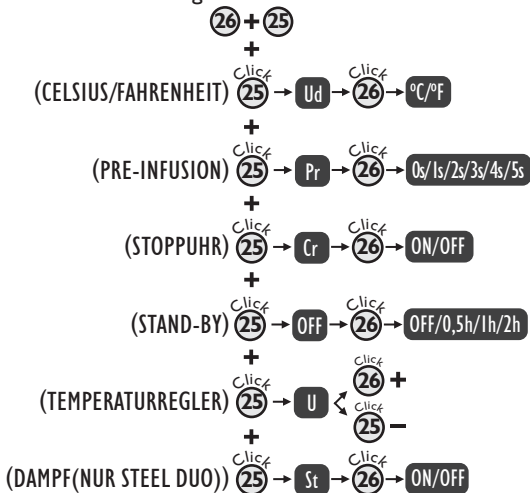 26 + 25
+
(CELSIUS/FAHRENHEIT) Click 25 → Ud → Click 26 → ºC/ºF
+
(PRE-INFUSION) Click 25 → Pr → Click 26 → 0s/1s/2s/3s/4s/5s
+
(STOPPUHR) Click 25 → Cr → Click 26 → ON/OFF
+
(STAND-BY) Click 25 → OFF → Click 26 → OFF/0,5h/1h/2h
+
Click 26 +
(TEMPERATURREGLER) Click 25 → U
Click 25 −
+
(DAMPF(NUR STEEL DUO)) Click 25 → St → Click 26 → ON/OFF